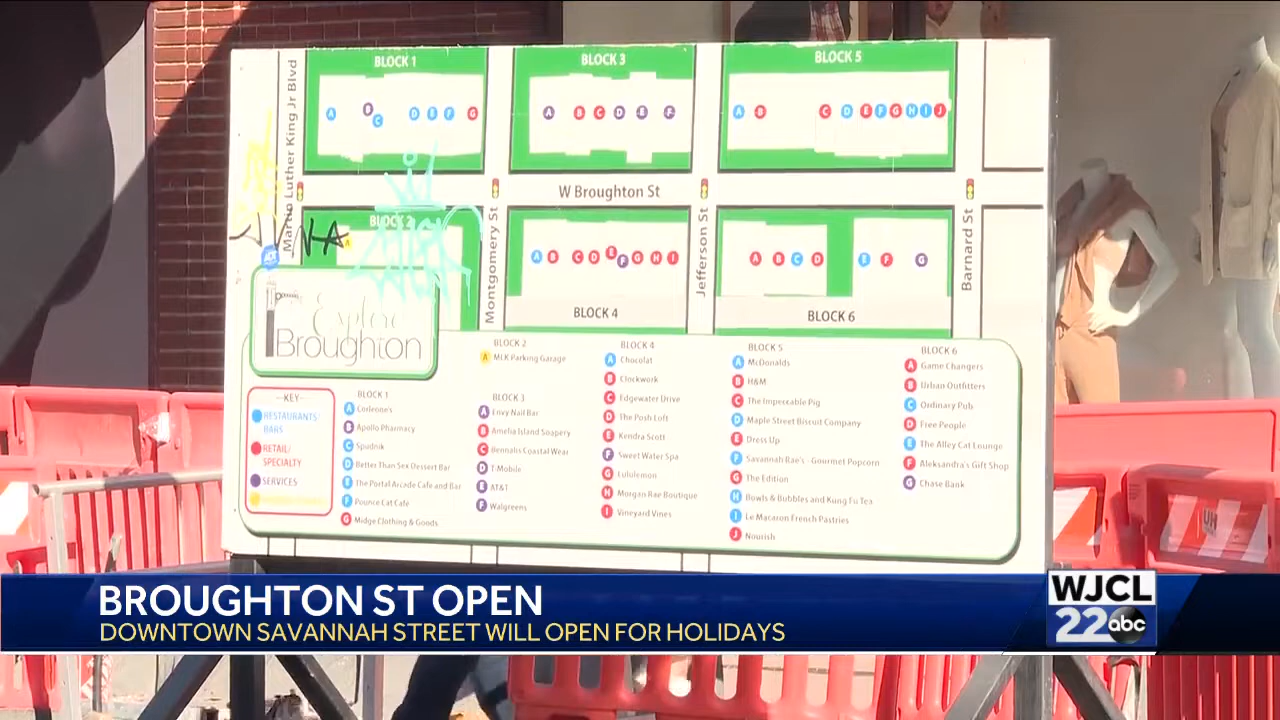 BLOCK 1
BLOCK 3
BLOCK 5
A B C D E F G
A B C D E F
A B C D E F G H I J
Martin Luther King Jr Blvd
W Broughton St
Montgomery St
Jefferson St
Barnard St
BLOCK 2
A
A B C D E F G H I
A B C D E F G
BLOCK 4
BLOCK 6
Explore
Broughton
KEY
RESTAURANTS
BARS
RETAIL/
SPECIALTY
SERVICES
BLOCK 1
A Corleone's
B Apollo Pharmacy
C Spudnik
D Better Than Sex Dessert Bar
E The Portal Arcade Cafe and Bar
F Pounce Cat Cafe
G Midge Clothing & Goods
BLOCK 2
A MLK Parking Garage
BLOCK 3
A Envy Nail Bar
B Amelia Island Soapery
C Bennalis Coastal Wear
D T-Mobile
E AT&T
F Walgreens
BLOCK 4
A Chocolat
B Clockwork
C Edgewater Drive
D The Posh Loft
E Kendra Scott
F Sweet Water Spa
G Lululemon
H Morgan Rae Boutique
I Vineyard Vines
BLOCK 5
A McDonalds
B H&M
C The Impeccable Pig
D Maple Street Biscuit Company
E Dress Up
F Savannah Rae's - Gourmet Popcorn
G The Edition
H Bowls & Bubbles and Kung Fu Tea
I Le Macaron French Pastries
J Nourish
BLOCK 6
A Game Changers
B Urban Outfitters
C Ordinary Pub
D Free People
E The Alley Cat Lounge
F Aleksandra's Gift Shop
G Chase Bank
BROUGHTON ST OPEN
DOWNTOWN SAVANNAH STREET WILL OPEN FOR HOLIDAYS
WJCL
22 abc